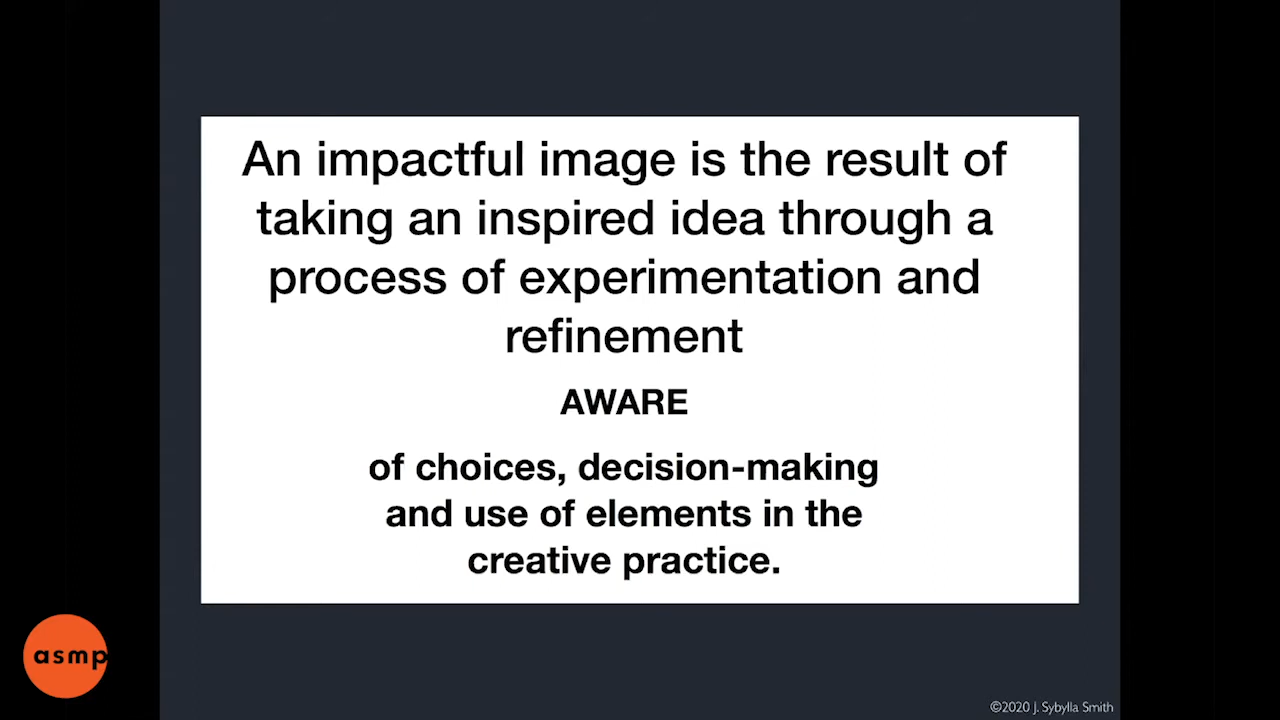 An impactful image is the result of
taking an inspired idea through a
process of experimentation and
refinement
AWARE
of choices, decision-making
and use of elements in the
creative practice.
asmp
©2020 J. Sybylla Smith